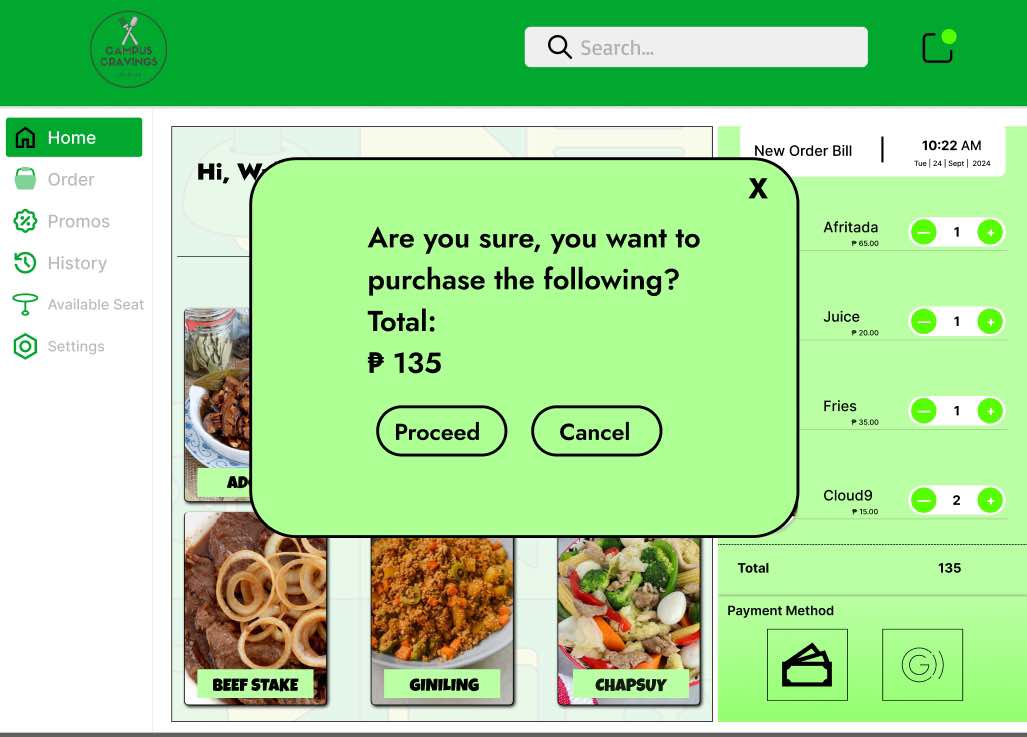 CAMPUS
CRAVINGS
Search...
Home
Order
Promos
History
Available Seat
Settings
Hi,
New Order Bill
10:22 AM
Tue | 24 | Sept | 2024
X
Are you sure, you want to
purchase the following?
Total:
₱ 135
Proceed
Cancel
Afritada
₱ 65.00
1
Juice
₱ 20.00
1
Fries
₱ 35.00
1
Cloud9
₱ 15.00
2
Total
135
Payment Method
BEEF STAKE
GINILING
CHAPSUY